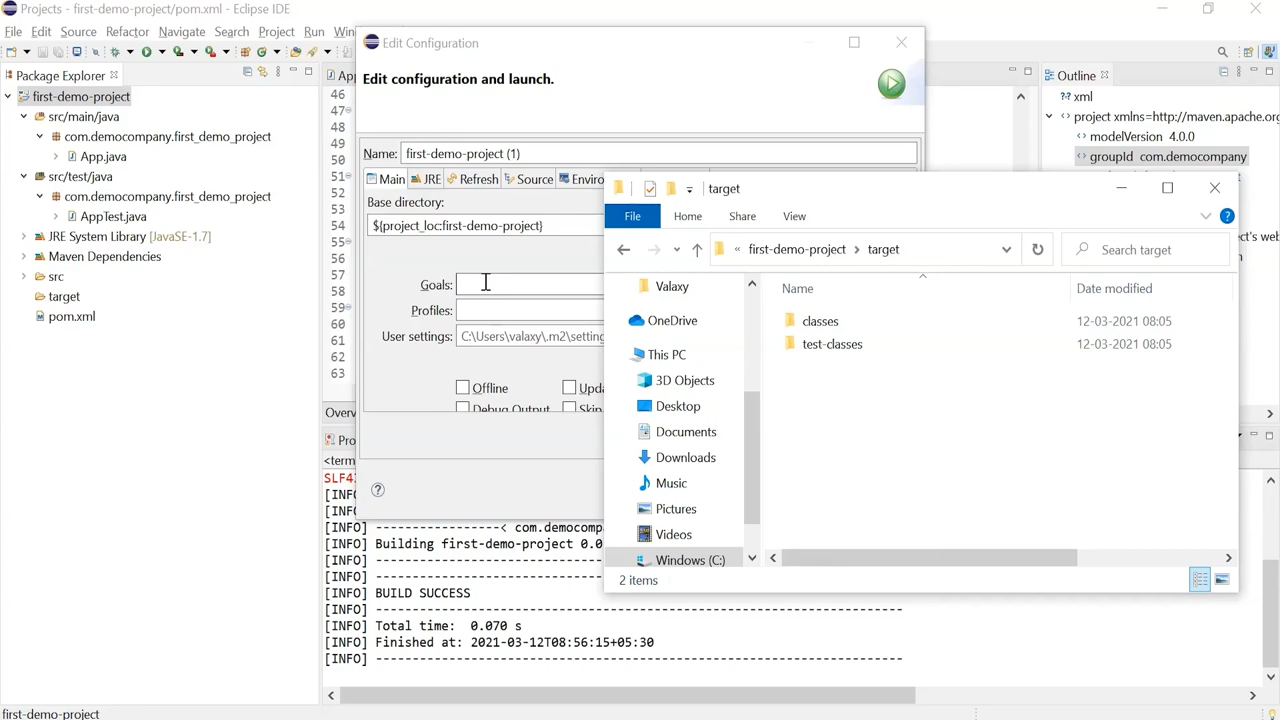 Projects - first-demo-project/pom.xml - Eclipse IDE
File Edit Source Refactor Navigate Search Project Run
Package Explorer
first-demo-project
src/main/java
com.democompany.first_demo_project
App.java
src/test/java
com.democompany.first_demo_project
AppTest.java
JRE System Library [JavaSE-1.7]
Maven Dependencies
src
target
pom.xml
46
47
48
49
50
51
52
53
54
55
56
57
58
59
60
61
62
63
Edit Configuration
Edit configuration and launch.
Name: first-demo-project (1)
Main JRE Refresh Source
Base directory:
${project_loc:first-demo-project}
Goals:
Profiles:
User settings: C:\Users\valaxy\.m2\setting
Offline
Debug Output
target
File Home Share View
« first-demo-project > target
Search target
Valaxy
OneDrive
This PC
3D Objects
Desktop
Documents
Downloads
Music
Pictures
Videos
Windows (C:)
Name Date modified
classes 12-03-2021 08:05
test-classes 12-03-2021 08:05
2 items
Outline
?? xml
project xmlns=http://maven.apache.org
modelVersion 4.0.0
groupId com.democompany
[INFO]
[INFO]
[INFO] -----------------< com.democomp
[INFO] Building first-demo-project 0.0
[INFO]
[INFO]
[INFO] BUILD SUCCESS
[INFO] ------------------------------------------------------------------------
[INFO] Total time: 0.070 s
[INFO] Finished at: 2021-03-12T08:56:15+05:30
[INFO] ------------------------------------------------------------------------
first-demo-project